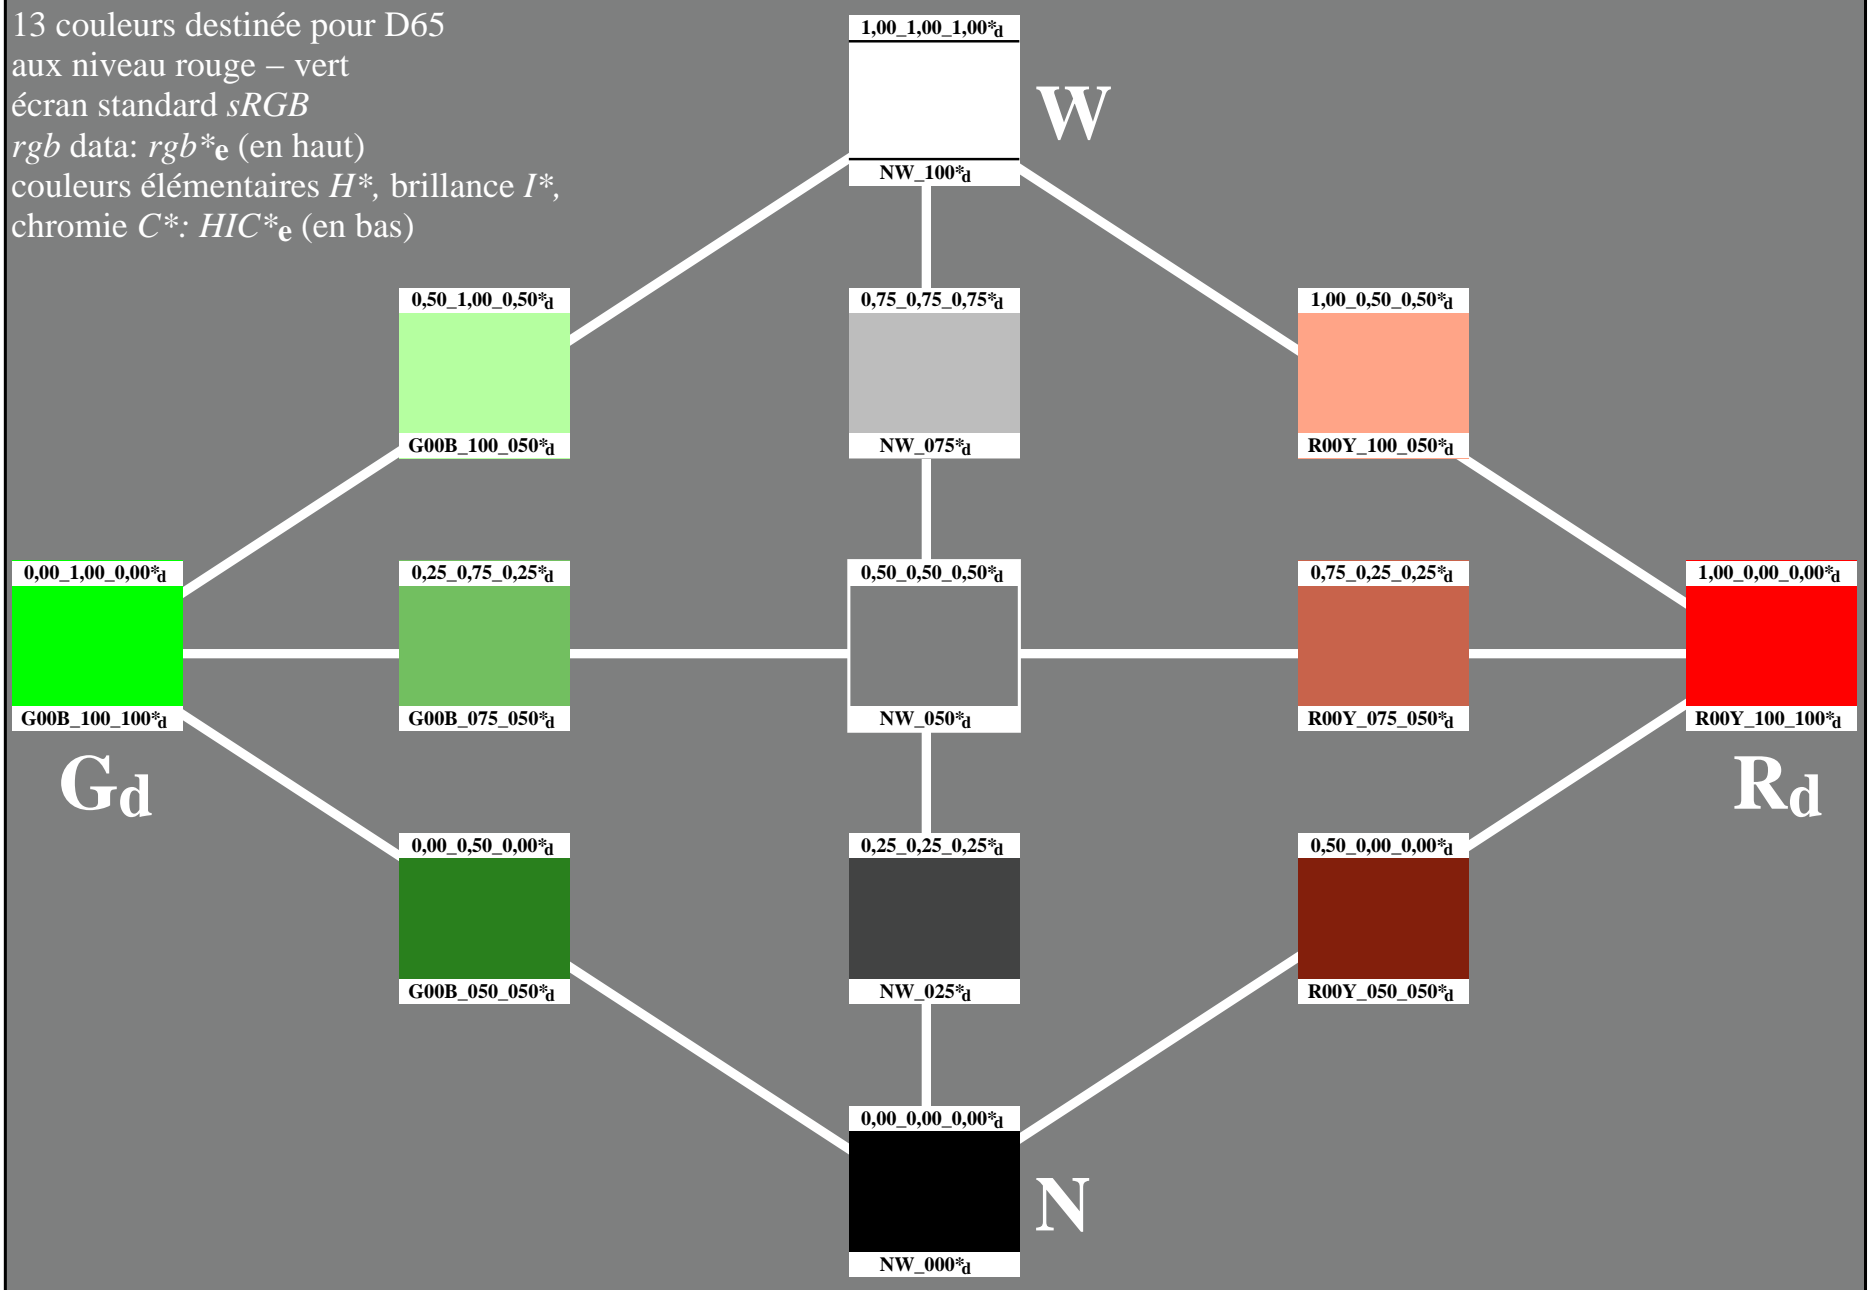 13 couleurs destinée pour D65
aux niveau rouge – vert
écran standard sRGB
rgb data: rgb*e (en haut)
couleurs élémentaires H*, brillance I*,
chromie C*: HIC*e (en bas)
1,00_1,00_1,00*d
W
NW_100*d
0,50_1,00_0,50*d
0,75_0,75_0,75*d
1,00_0,50_0,50*d
G00B_100_050*d
NW_075*d
R00Y_100_050*d
0,00_1,00_0,00*d
0,25_0,75_0,25*d
0,50_0,50_0,50*d
0,75_0,25_0,25*d
1,00_0,00_0,00*d
G00B_100_100*d
G00B_075_050*d
NW_050*d
R00Y_075_050*d
R00Y_100_100*d
Gd
Rd
0,00_0,50_0,00*d
0,25_0,25_0,25*d
0,50_0,00_0,00*d
G00B_050_050*d
NW_025*d
R00Y_050_050*d
0,00_0,00_0,00*d
N
NW_000*d